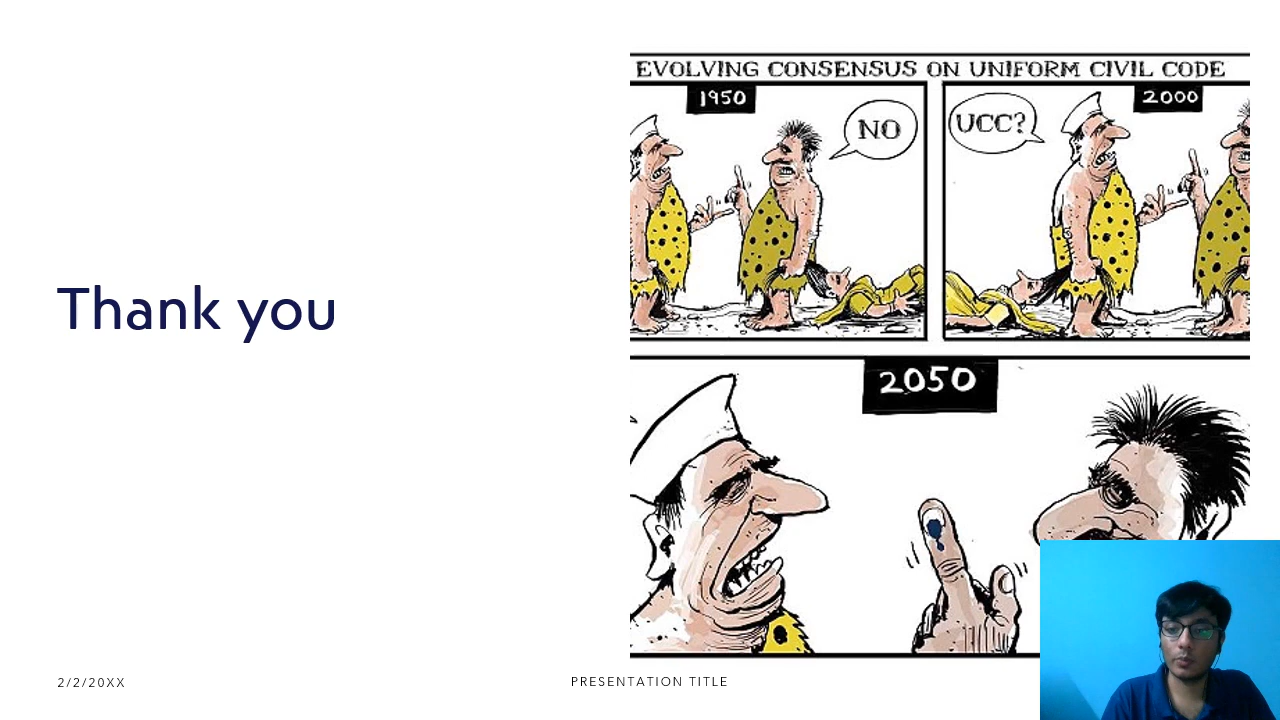 Thank you
EVOLVING CONSENSUS ON UNIFORM CIVIL CODE
1950
NO
UCC?
2000
2050
2/2/20XX
PRESENTATION TITLE